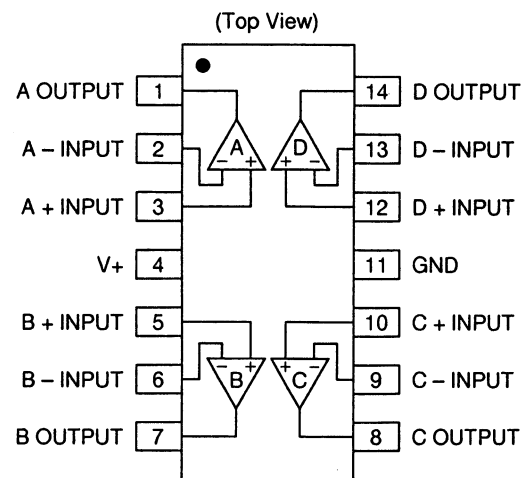 (Top View)
A OUTPUT 1 14 D OUTPUT
A – INPUT 2 A D 13 D – INPUT
– + + –
A + INPUT 3 12 D + INPUT
V+ 4 11 GND
B + INPUT 5 10 C + INPUT
– + + –
B – INPUT 6 B C 9 C – INPUT
B OUTPUT 7 8 C OUTPUT